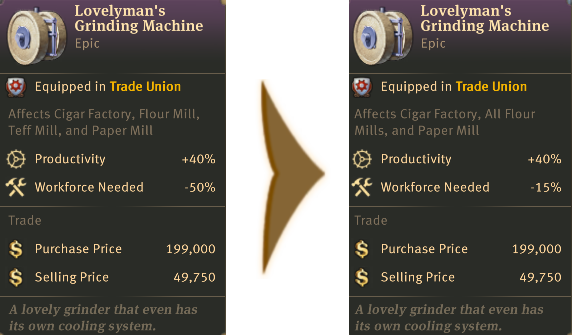 Lovelyman's
Grinding Machine
Epic
Equipped in Trade Union
Affects Cigar Factory, Flour Mill,
Teff Mill, and Paper Mill
Productivity +40%
Workforce Needed -50%
Trade
Purchase Price 199,000
Selling Price 49,750
A lovely grinder that even has
its own cooling system.
Lovelyman's
Grinding Machine
Epic
Equipped in Trade Union
Affects Cigar Factory, All Flour
Mills, and Paper Mill
Productivity +40%
Workforce Needed -15%
Trade
Purchase Price 199,000
Selling Price 49,750
A lovely grinder that even has
its own cooling system.